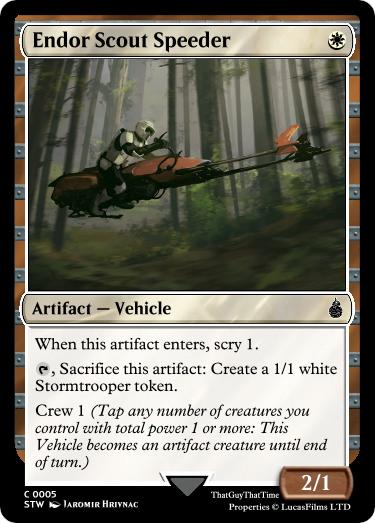 Endor Scout Speeder
Artifact — Vehicle
When this artifact enters, scry 1.
, Sacrifice this artifact: Create a 1/1 white
Stormtrooper token.
Crew 1 (Tap any number of creatures you
control with total power 1 or more: This
Vehicle becomes an artifact creature until end
of turn.)
2/1
C 0005
STW Jaromir Hrivnac
ThatGuyThatTime
Properties © LucasFilms LTD